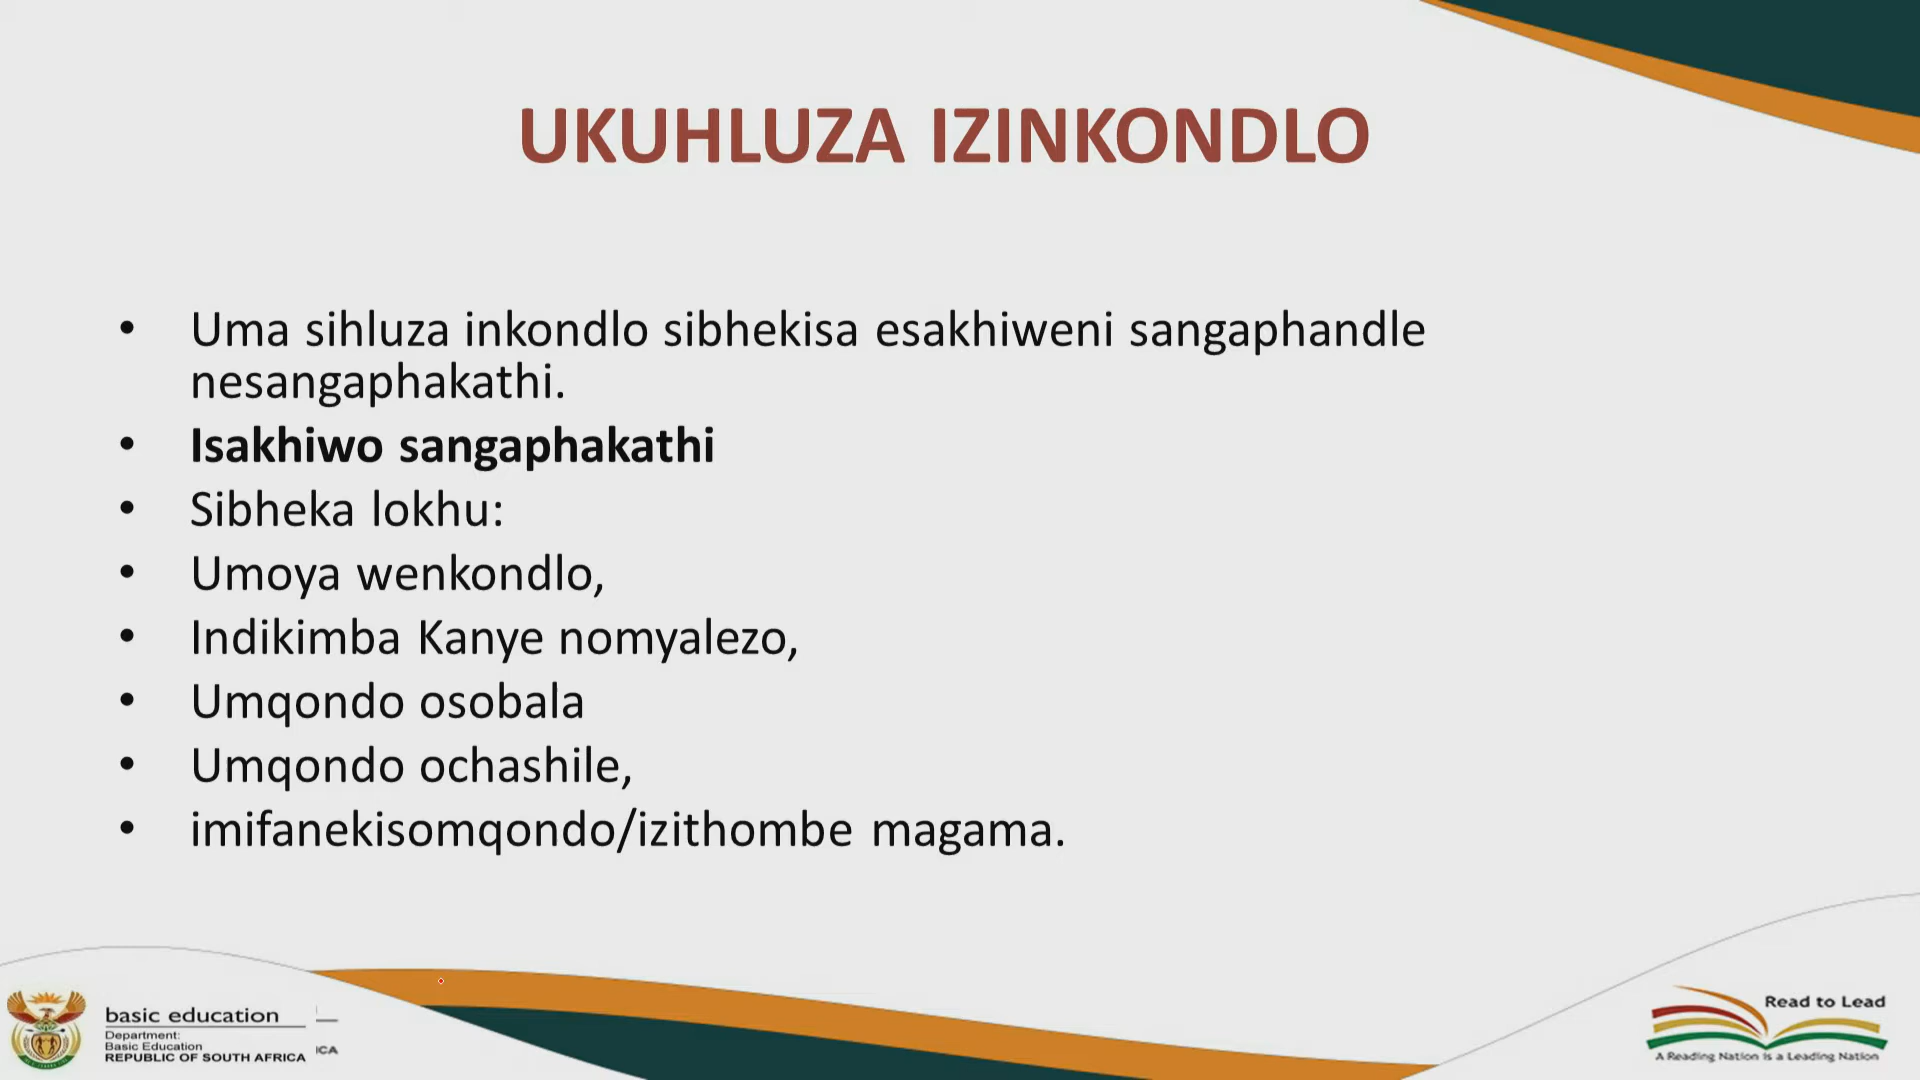 UKUHLUZA IZINKONDLO
• Uma sihluza inkondlo sibhekisa esakhiweni sangaphandle
nesangaphakathi.
• Isakhiwo sangaphakathi
• Sibheka lokhu:
• Umoya wenkondlo,
• Indikimba Kanye nomyalezo,
• Umqondo osobala
• Umqondo ochashile,
• imifanekisomqondo/izithombe magama.
basic education
Department:
Basic Education
REPUBLIC OF SOUTH AFRICA
ICA
Read to Lead
A Reading Nation is a Leading Nation